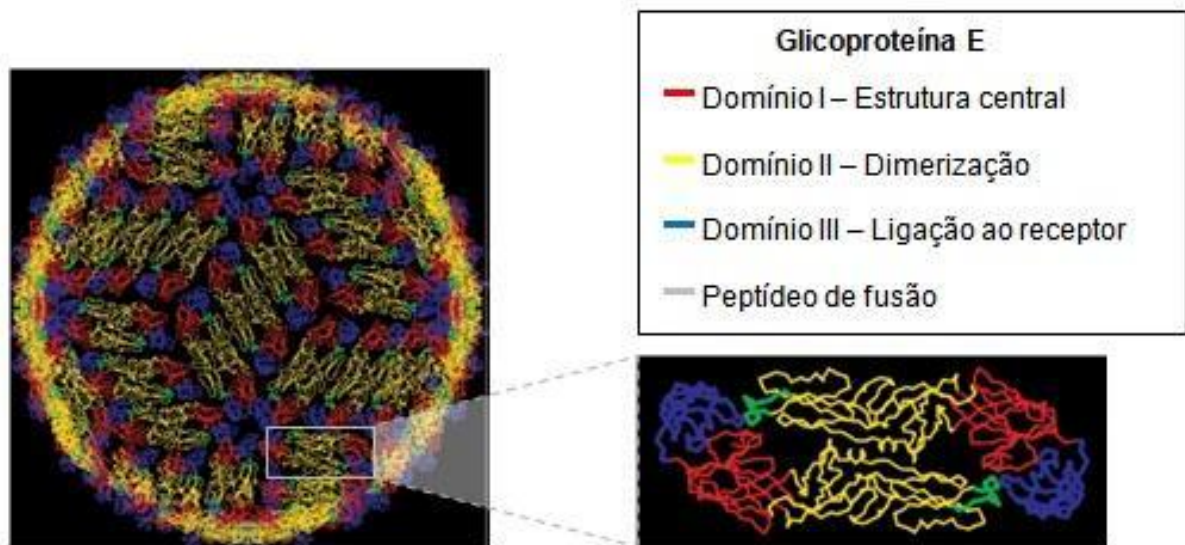 Glicoproteína E
Domínio I – Estrutura central
Domínio II – Dimerização
Domínio III – Ligação ao receptor
Peptídeo de fusão